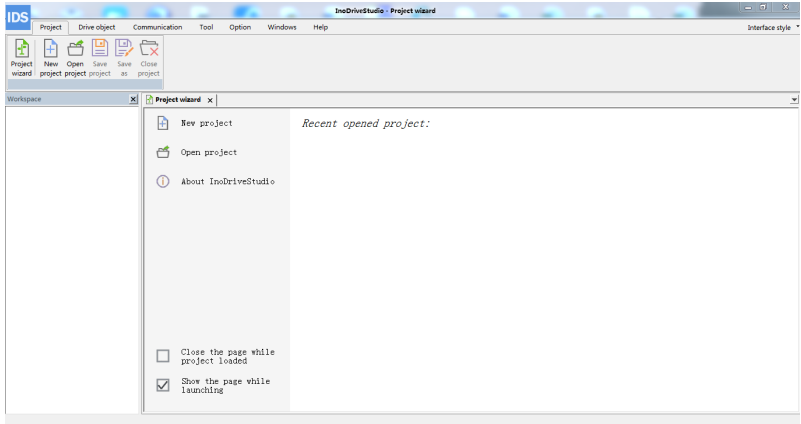 InoDriveStudio - Project wizard
IDS
Project Drive object Communication Tool Option Windows Help Interface style
Project wizard
New project
Open project
Save project
Save as
Close project
Workspace
Project wizard
New project
Recent opened project:
Open project
About InoDriveStudio
Close the page while
project loaded
Show the page while
launching